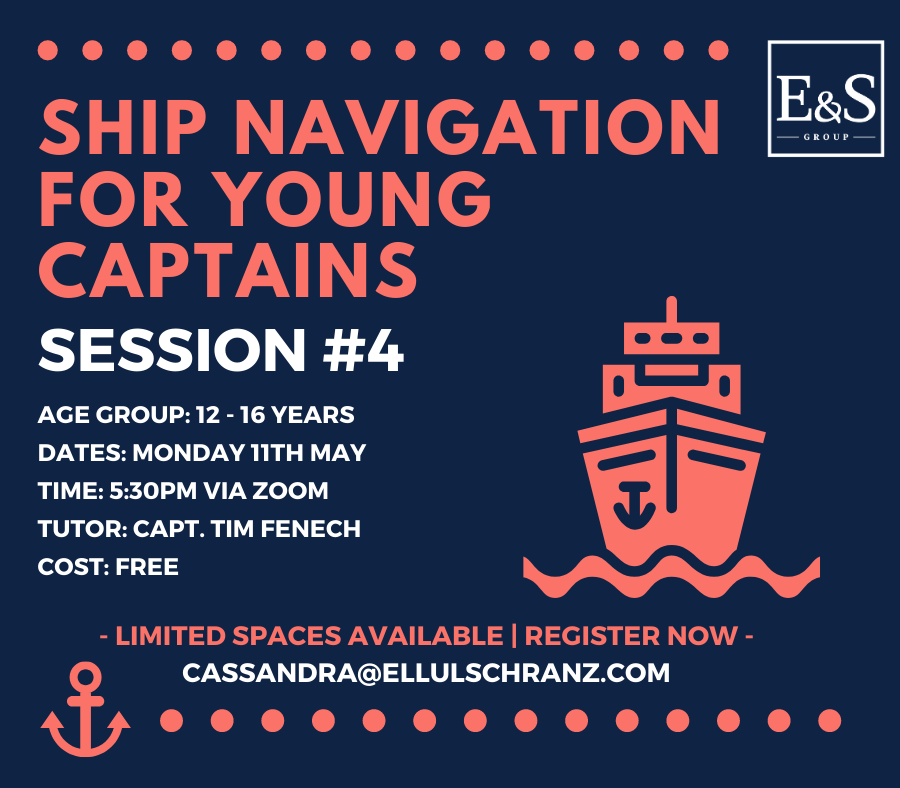 SHIP NAVIGATION
FOR YOUNG
CAPTAINS
E&S
GROUP
SESSION #4
AGE GROUP: 12 - 16 YEARS
DATES: MONDAY 11TH MAY
TIME: 5:30PM VIA ZOOM
TUTOR: CAPT. TIM FENECH
COST: FREE
- LIMITED SPACES AVAILABLE | REGISTER NOW -
CASSANDRA@ELLULSCHRANZ.COM